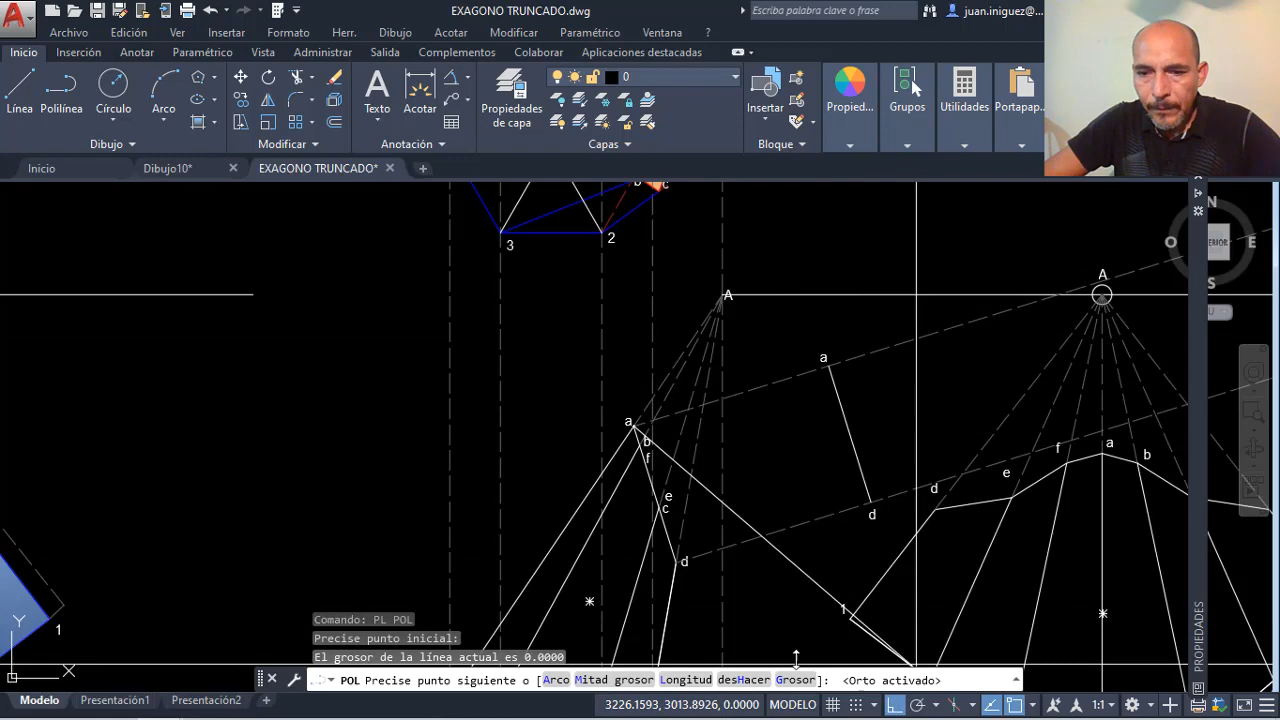 A
EXAGONO TRUNCADO.dwg
Escriba palabra clave o frase
juan.iniguez@...
Archivo Edición Ver Insertar Formato Herr. Dibujo Acotar Modificar Paramétrico Ventana ?
Inicio Inserción Anotar Paramétrico Vista Administrar Salida Complementos Colaborar Aplicaciones destacadas
0
Línea Polilínea Círculo Arco Texto Acotar Propiedades de capa Insertar Propied... Grupos Utilidades Portapap...
Dibujo Modificar Anotación Capas Bloque
Inicio Dibujo10* EXAGONO TRUNCADO* +
b c
N
3 2
O E
S
A A
a
a b f
f a b
e c
e
d
d
d
1
1
Y
X
PROPIEDADES
Comando: PL POL
Precise punto inicial:
El grosor de la línea actual es 0.0000
POL Precise punto siguiente o [Arco Mitad grosor Longitud desHacer Grosor]: <Orto activado>
Modelo Presentación1 Presentación2 +
3226.1593, 3013.8926, 0.0000 MODELO 1:1